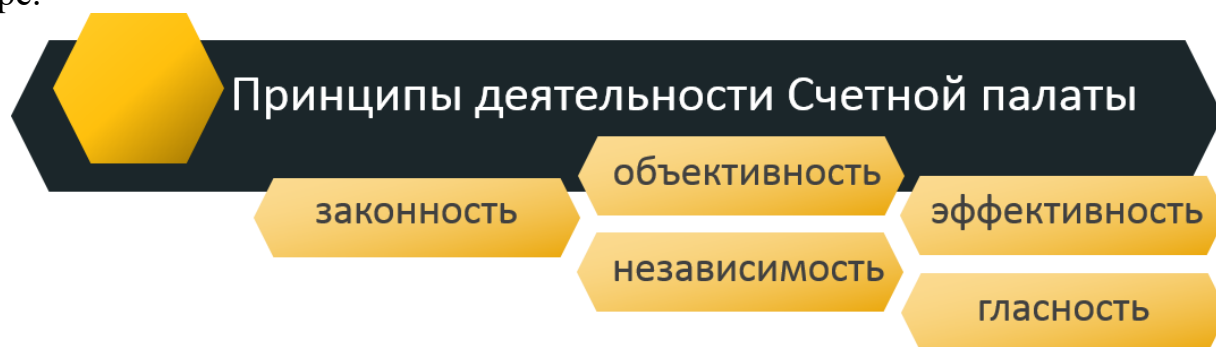 Принципы деятельности Счетной палаты
объективность
законность
эффективность
независимость
гласность